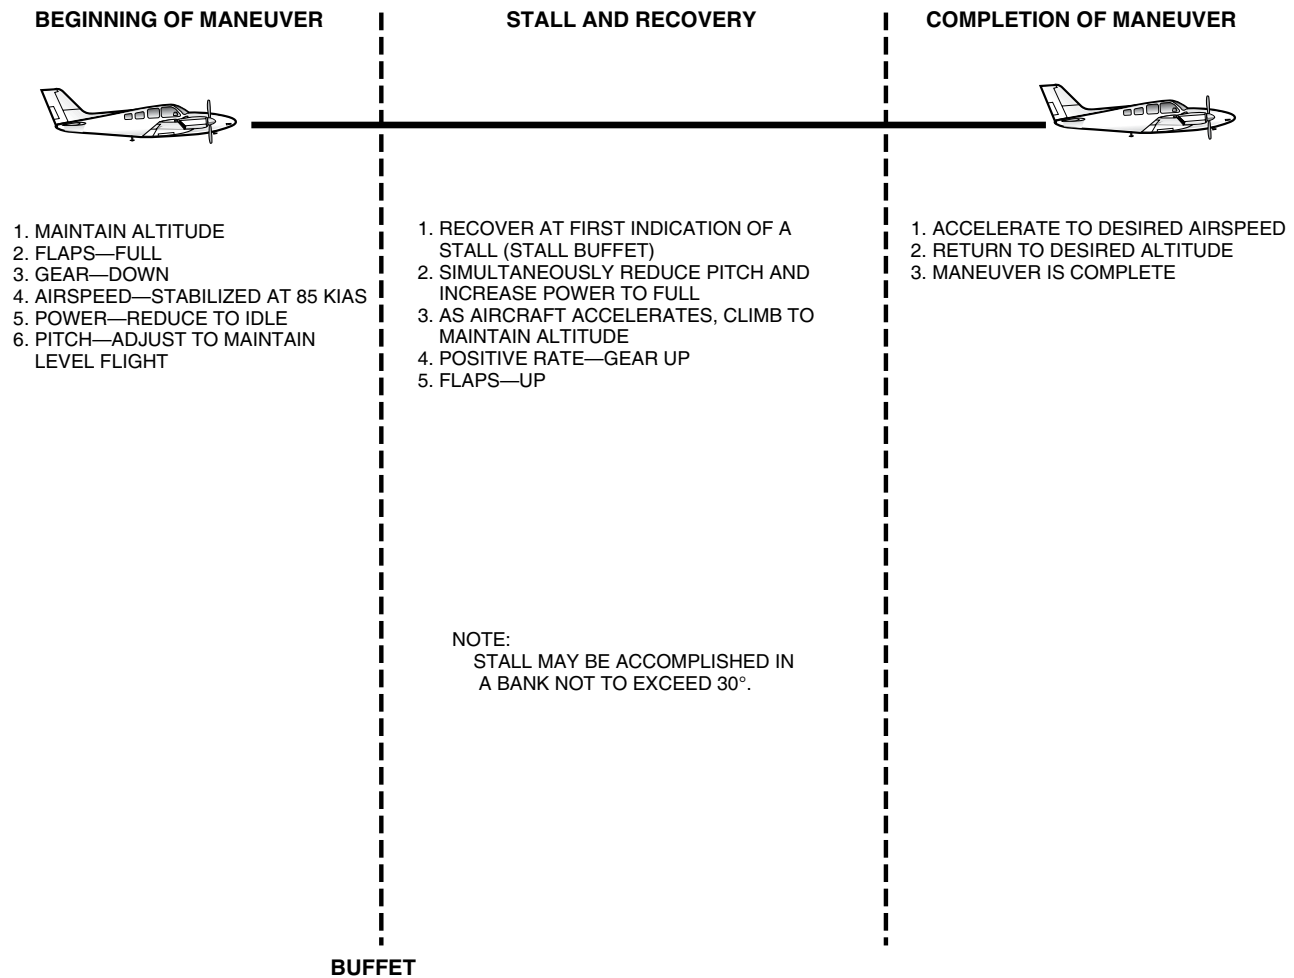 BEGINNING OF MANEUVER
STALL AND RECOVERY
COMPLETION OF MANEUVER
1. MAINTAIN ALTITUDE
2. FLAPS—FULL
3. GEAR—DOWN
4. AIRSPEED—STABILIZED AT 85 KIAS
5. POWER—REDUCE TO IDLE
6. PITCH—ADJUST TO MAINTAIN
LEVEL FLIGHT
1. RECOVER AT FIRST INDICATION OF A
STALL (STALL BUFFET)
2. SIMULTANEOUSLY REDUCE PITCH AND
INCREASE POWER TO FULL
3. AS AIRCRAFT ACCELERATES, CLIMB TO
MAINTAIN ALTITUDE
4. POSITIVE RATE—GEAR UP
5. FLAPS—UP
1. ACCELERATE TO DESIRED AIRSPEED
2. RETURN TO DESIRED ALTITUDE
3. MANEUVER IS COMPLETE
NOTE:
STALL MAY BE ACCOMPLISHED IN
A BANK NOT TO EXCEED 30°.
BUFFET